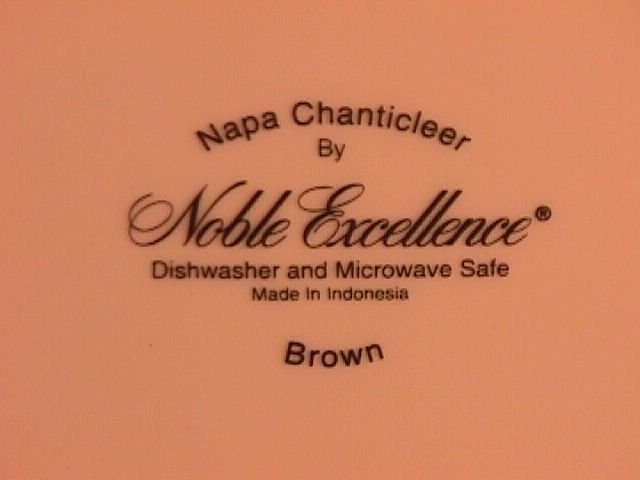 Napa Chanticleer
By
Noble Excellence®
Dishwasher and Microwave Safe
Made In Indonesia
Brown